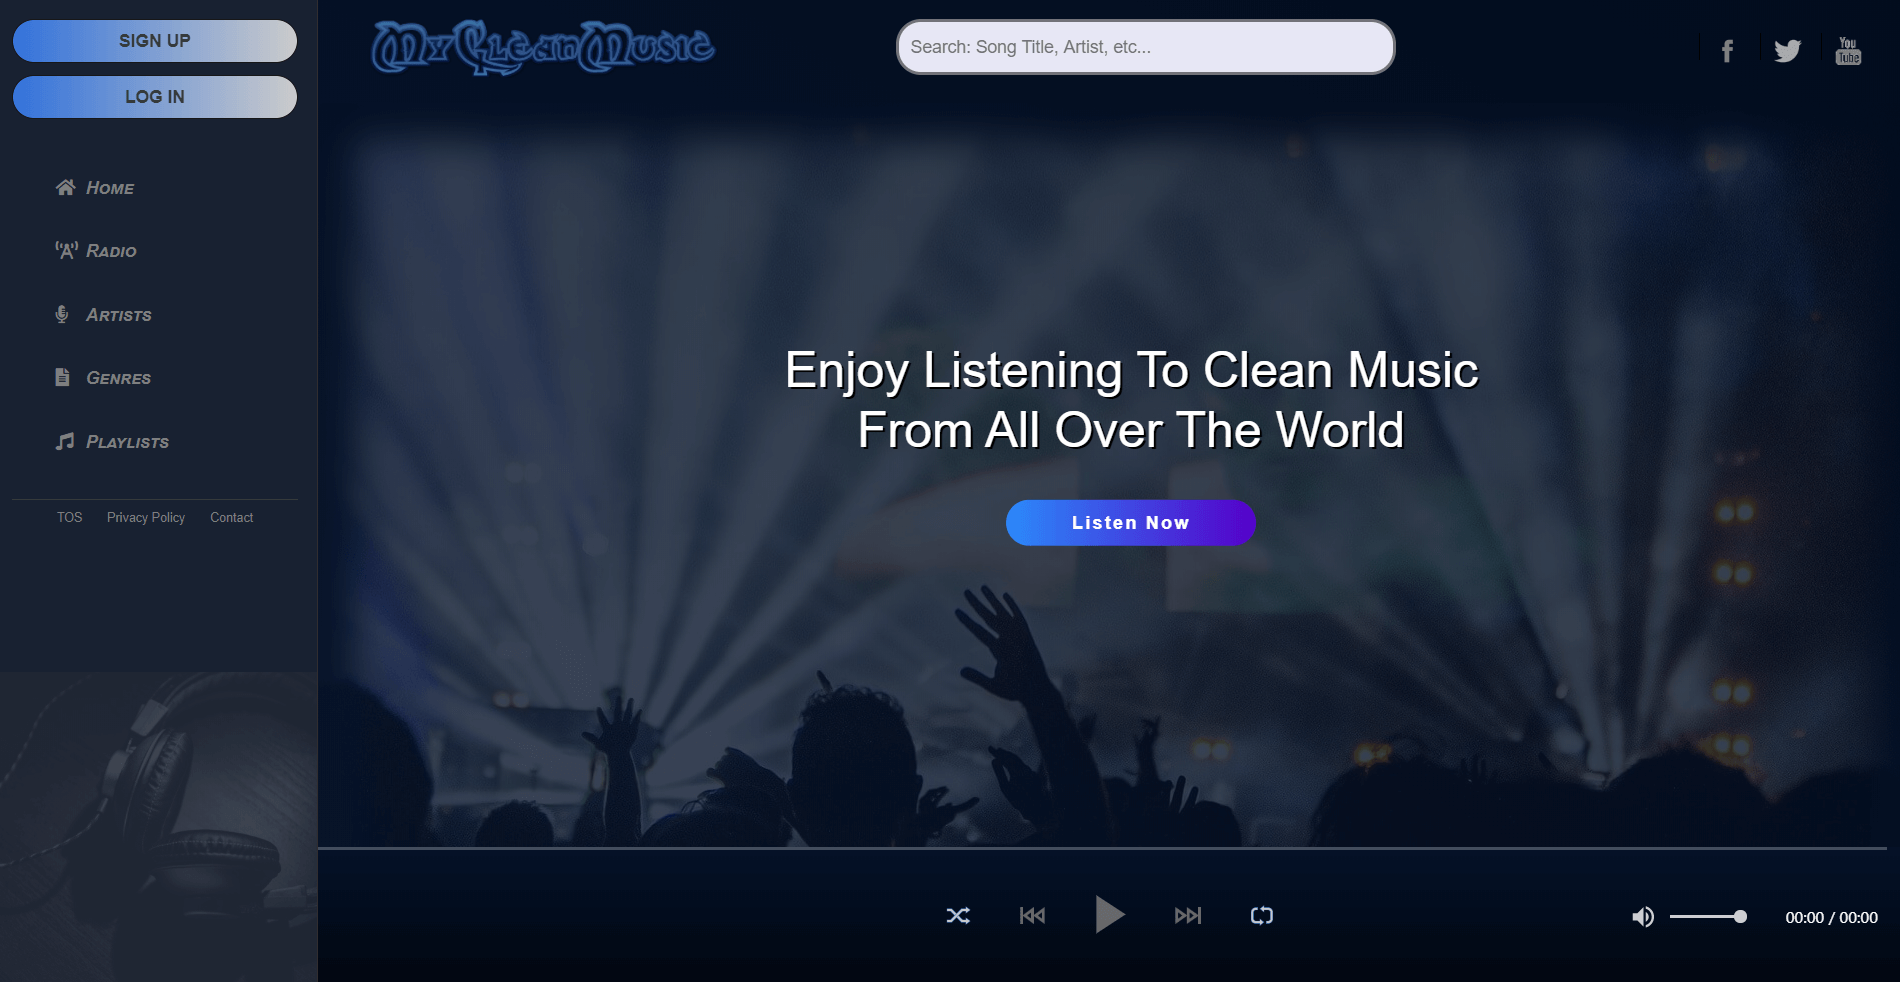 SIGN UP
LOG IN
Home
Radio
Artists
Genres
Playlists
TOS Privacy Policy Contact
MyCleanMusic
Search: Song Title, Artist, etc...
f
You
Tube
Enjoy Listening To Clean Music
From All Over The World
Listen Now
00:00 / 00:00